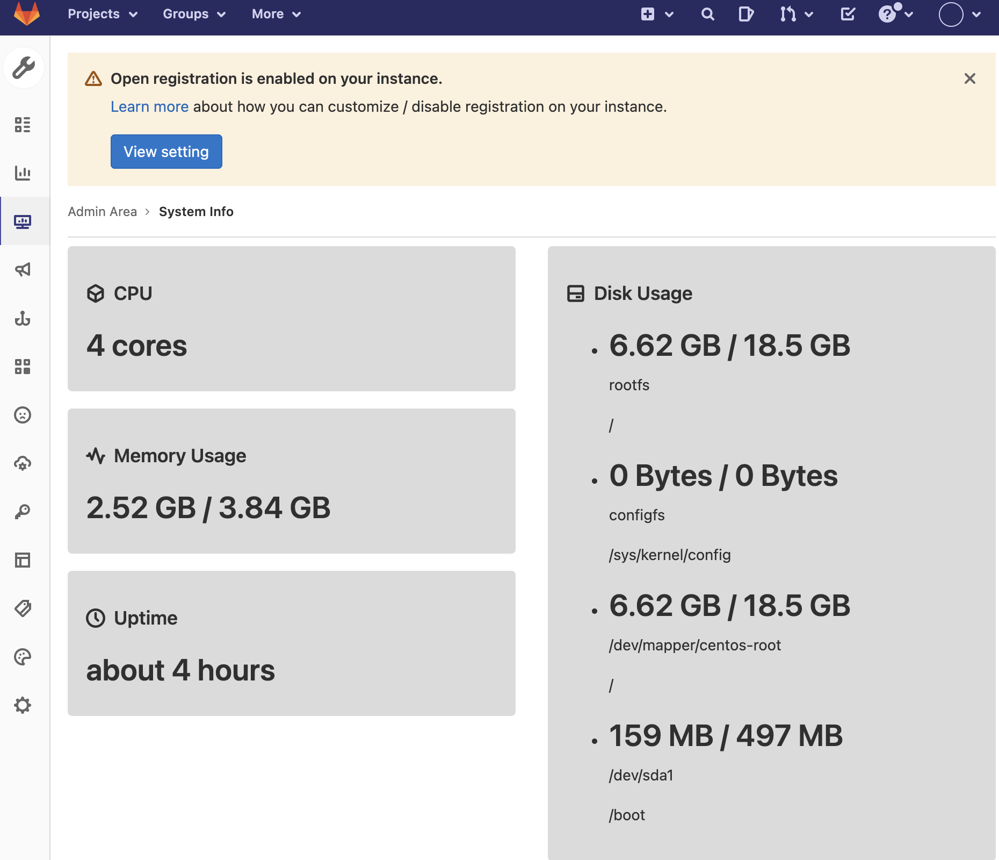 Projects Groups More
Open registration is enabled on your instance.
Learn more about how you can customize / disable registration on your instance.
View setting
Admin Area > System Info
CPU
4 cores
Memory Usage
2.52 GB / 3.84 GB
Uptime
about 4 hours
Disk Usage
• 6.62 GB / 18.5 GB
rootfs
/
• 0 Bytes / 0 Bytes
configfs
/sys/kernel/config
• 6.62 GB / 18.5 GB
/dev/mapper/centos-root
/
• 159 MB / 497 MB
/dev/sda1
/boot